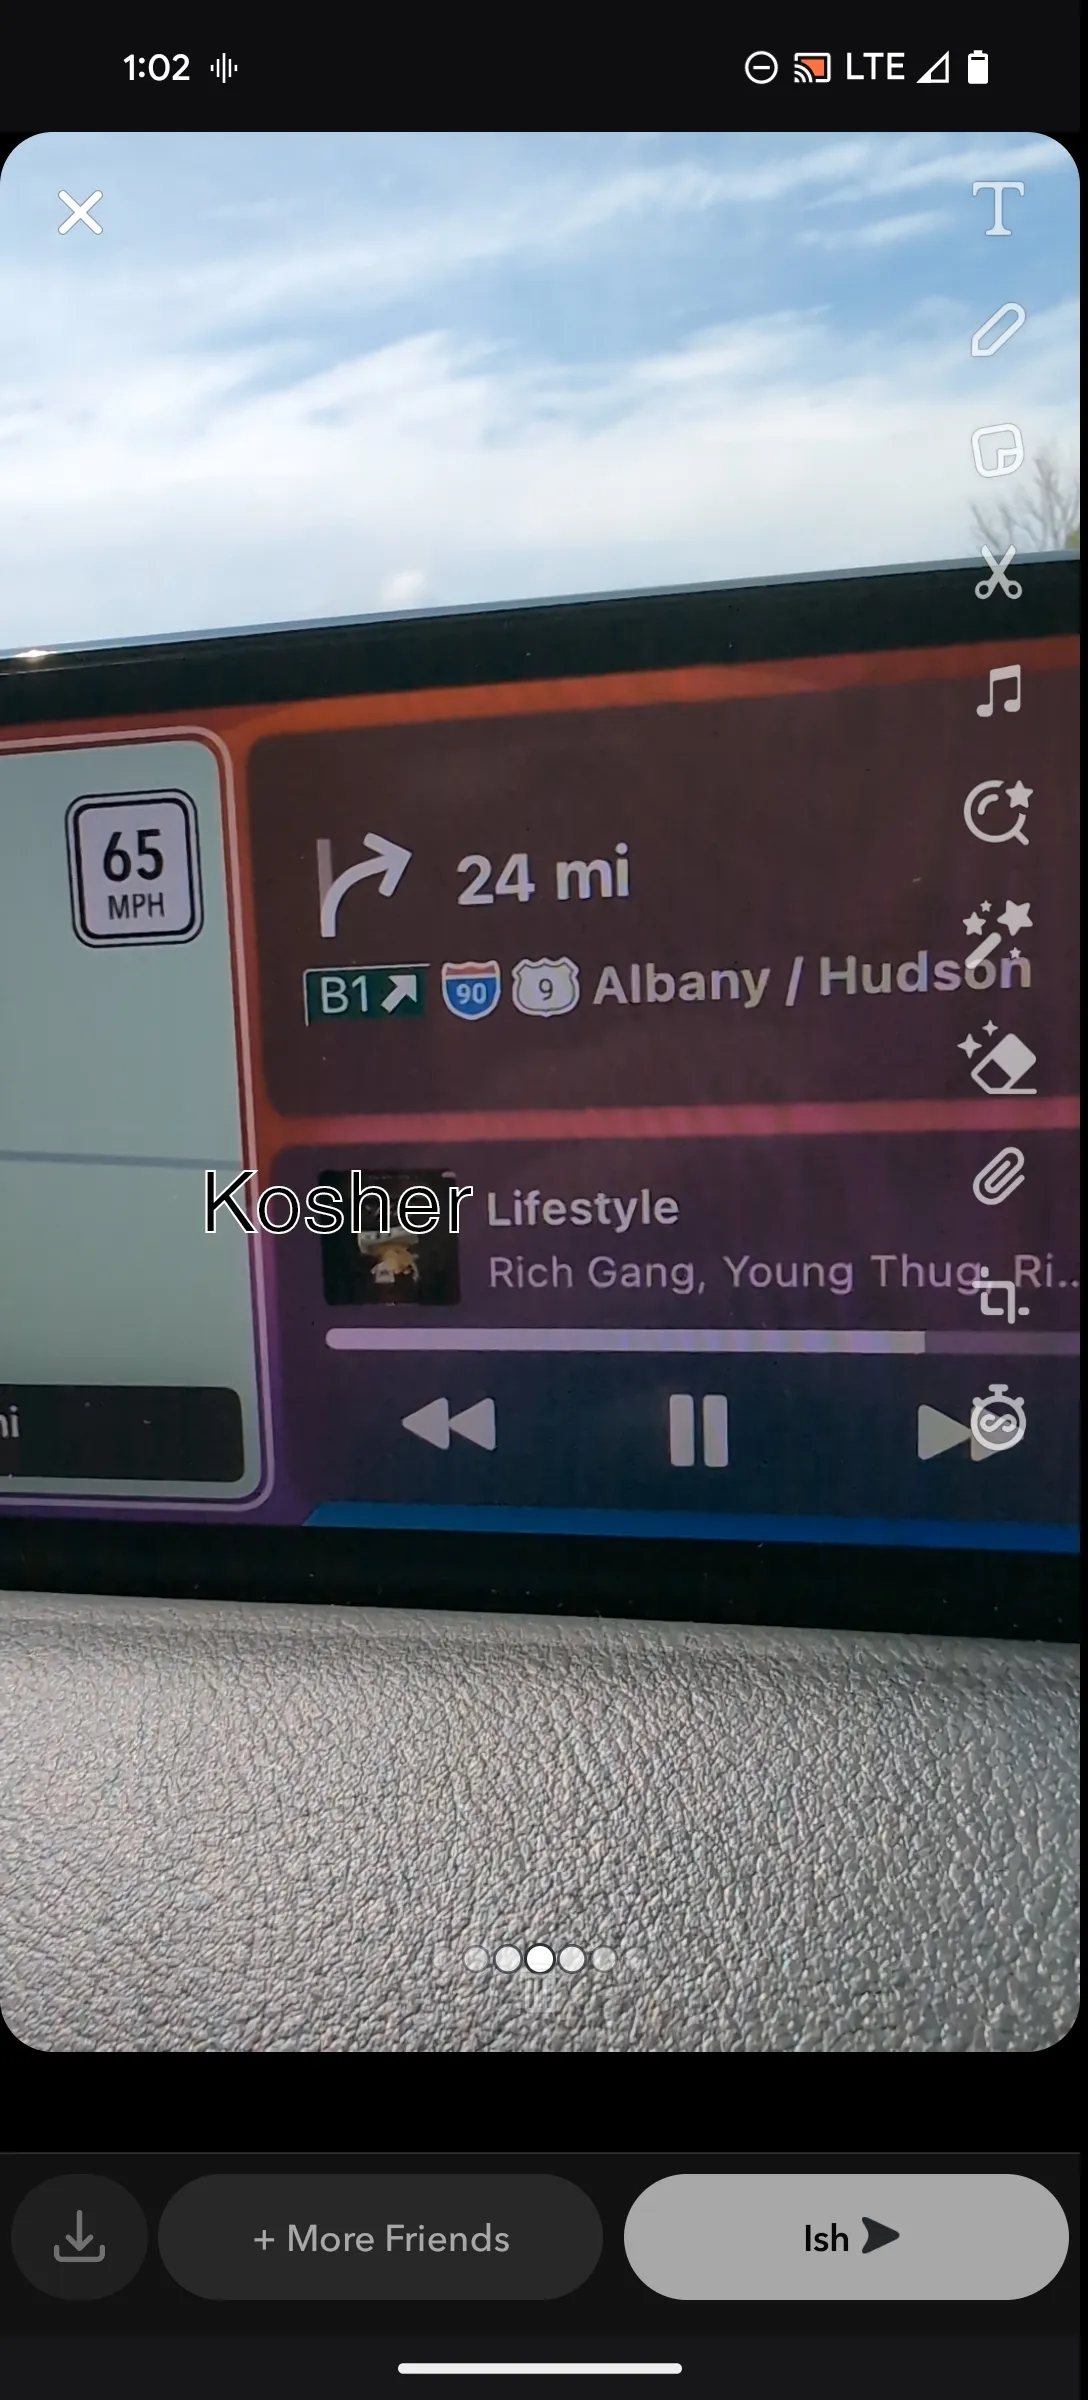 1:02
LTE
T
65
MPH
24 mi
B1 90 9 Albany / Hudson
Kosher
Lifestyle
Rich Gang, Young Thug, Ri...
+ More Friends
Ish